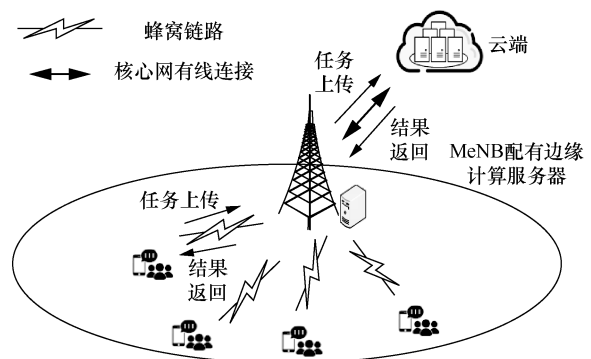 蜂窝链路
核心网有线连接
任务
上传
云端
结果
返回
MeNB配有边缘
计算服务器
任务上传
结果
返回